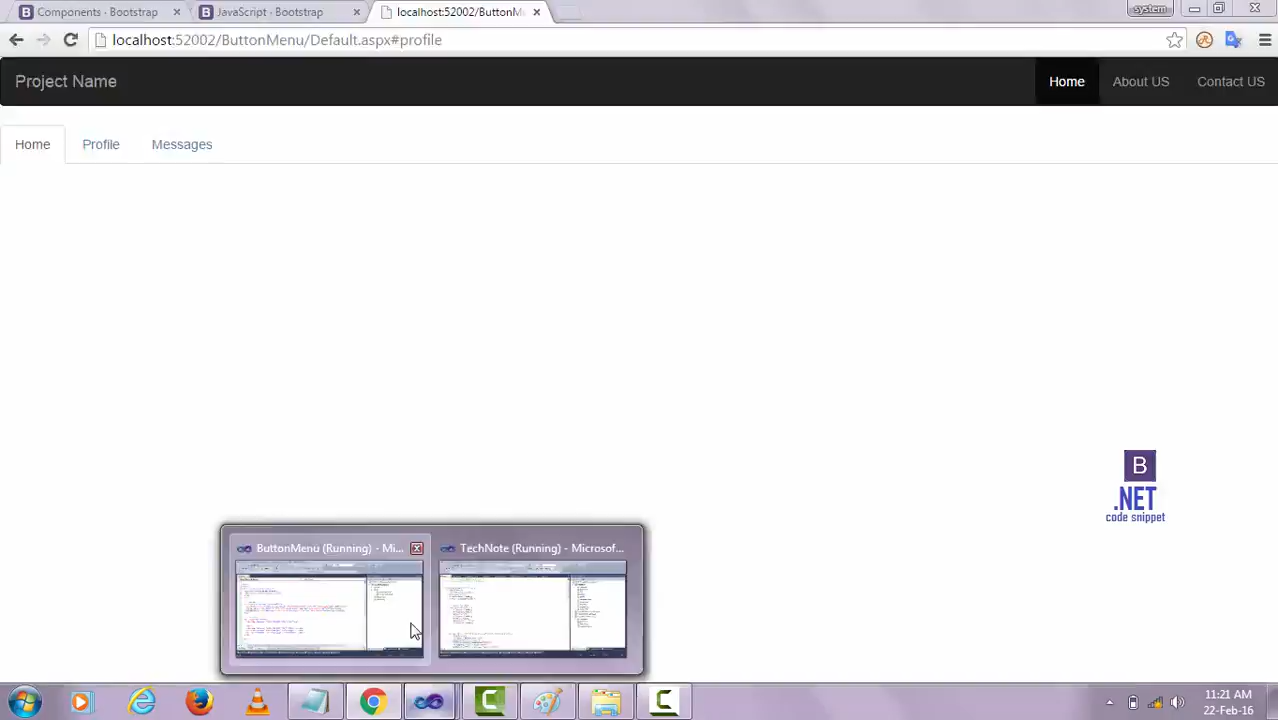 Components · Bootstrap
JavaScript · Bootstrap
localhost:52002/ButtonM
system
localhost:52002/ButtonMenu/Default.aspx#profile
Project Name
Home
About US
Contact US
Home
Profile
Messages
B
.NET
code snippet
ButtonMenu (Running) - Mi...
TechNote (Running) - Microsof...
11:21 AM
22-Feb-16